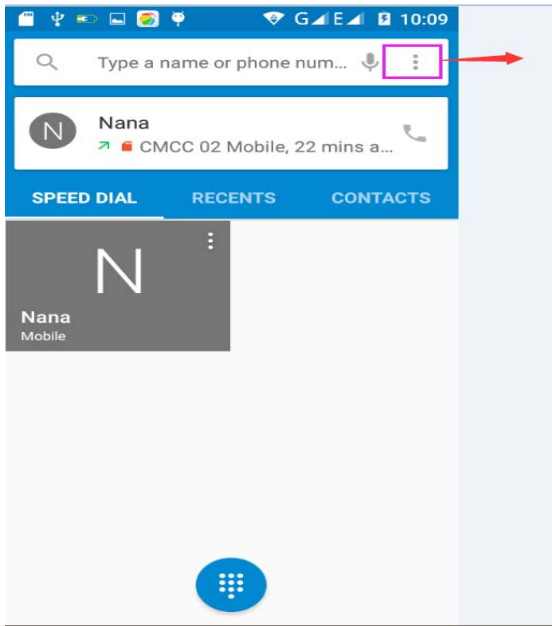 G E 10:09
Type a name or phone num...
N
Nana
CMCC 02 Mobile, 22 mins a...
SPEED DIAL RECENTS CONTACTS
N
Nana
Mobile